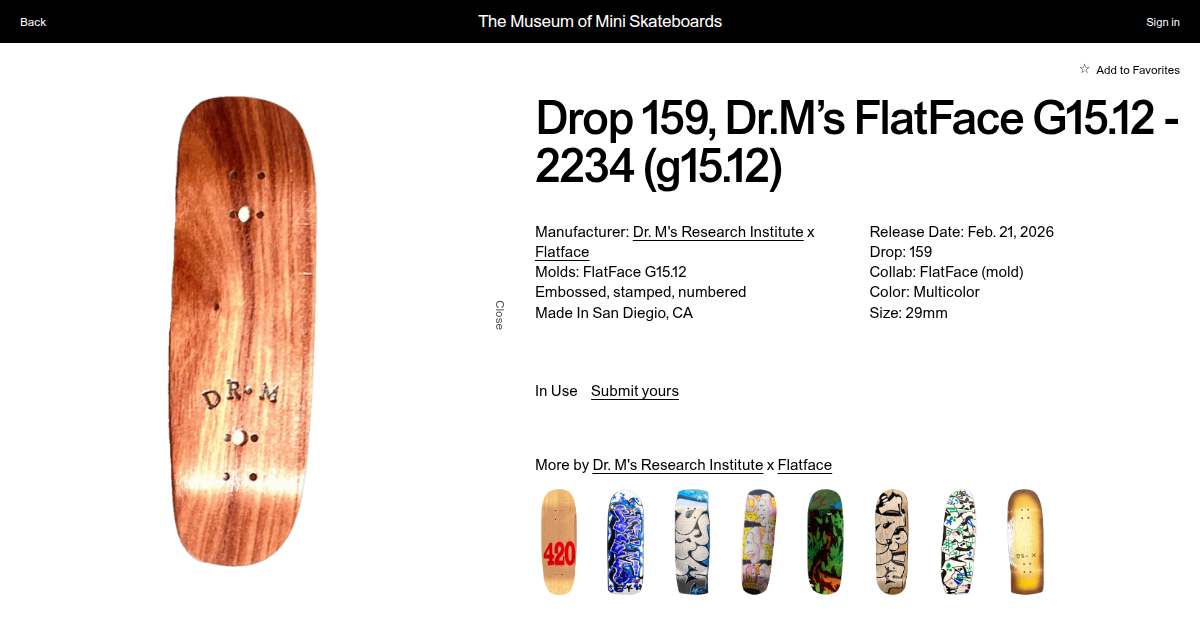 Back
The Museum of Mini Skateboards
Sign in
☆ Add to Favorites
Drop 159, Dr.M’s FlatFace G15.12 -
2234 (g15.12)
Manufacturer: Dr. M's Research Institute x
Flatface
Molds: FlatFace G15.12
Embossed, stamped, numbered
Made In San Diegio, CA
Release Date: Feb. 21, 2026
Drop: 159
Collab: FlatFace (mold)
Color: Multicolor
Size: 29mm
Close
DR. M
In Use Submit yours
More by Dr. M's Research Institute x Flatface
420